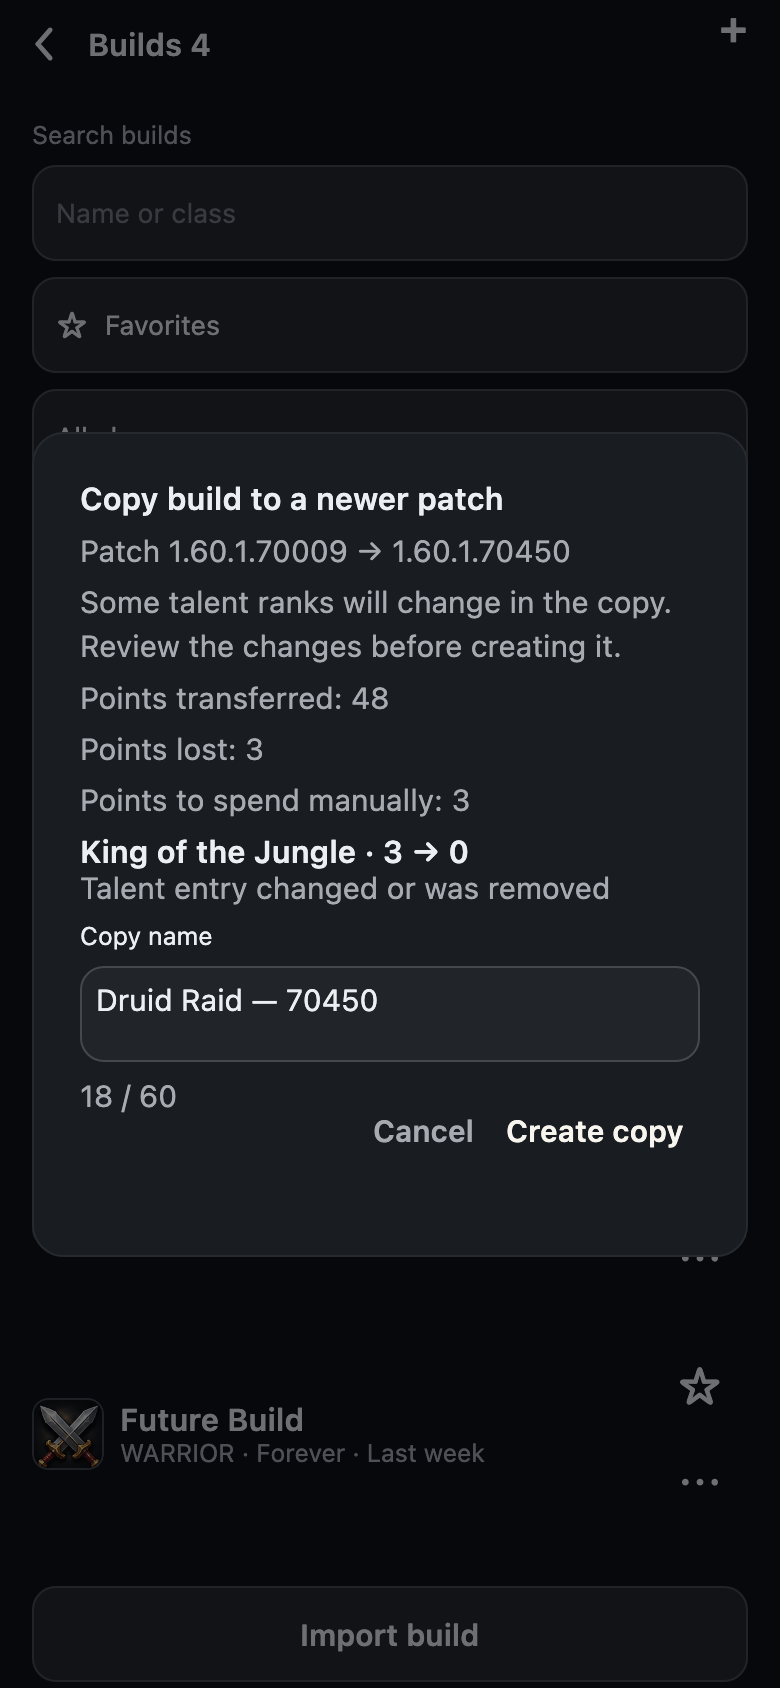 Builds 4
Search builds
Name or class
Favorites
Copy build to a newer patch
Patch 1.60.1.70009 → 1.60.1.70450
Some talent ranks will change in the copy.
Review the changes before creating it.
Points transferred: 48
Points lost: 3
Points to spend manually: 3
King of the Jungle · 3 → 0
Talent entry changed or was removed
Copy name
Druid Raid — 70450
18 / 60
Cancel Create copy
Future Build
WARRIOR · Forever · Last week
Import build